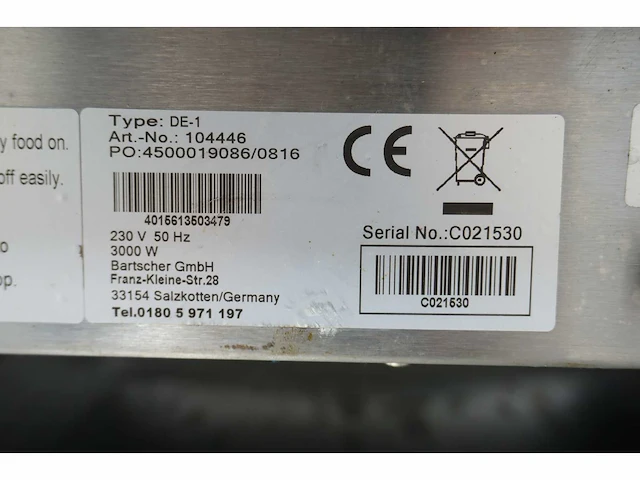 y food on.
off easily.
o
op.
Type: DE-1
Art.-No.: 104446
PO:4500019086/0816
4015613503479
230 V 50 Hz
3000 W
Bartscher GmbH
Franz-Kleine-Str.28
33154 Salzkotten/Germany
Tel.0180 5 971 197
CE
Serial No.:C021530
C021530